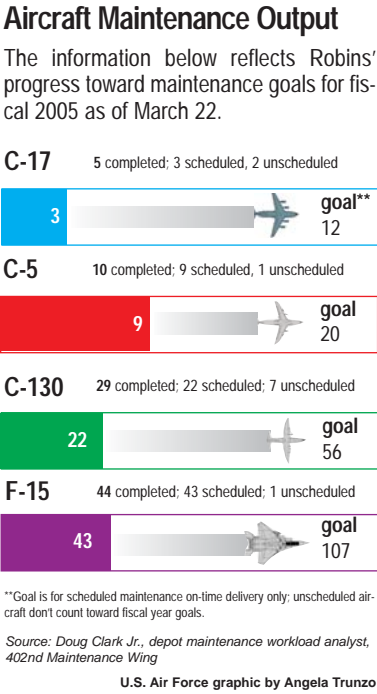 Aircraft Maintenance Output
The information below reflects Robins'
progress toward maintenance goals for fis-
cal 2005 as of March 22.
C-17 5 completed; 3 scheduled, 2 unscheduled
3 goal**
12
C-5 10 completed; 9 scheduled, 1 unscheduled
9 goal
20
C-130 29 completed; 22 scheduled; 7 unscheduled
22 goal
56
F-15 44 completed; 43 scheduled; 1 unscheduled
43 goal
107
**Goal is for scheduled maintenance on-time delivery only; unscheduled air-
craft don't count toward fiscal year goals.
Source: Doug Clark Jr., depot maintenance workload analyst,
402nd Maintenance Wing
U.S. Air Force graphic by Angela Trunzo